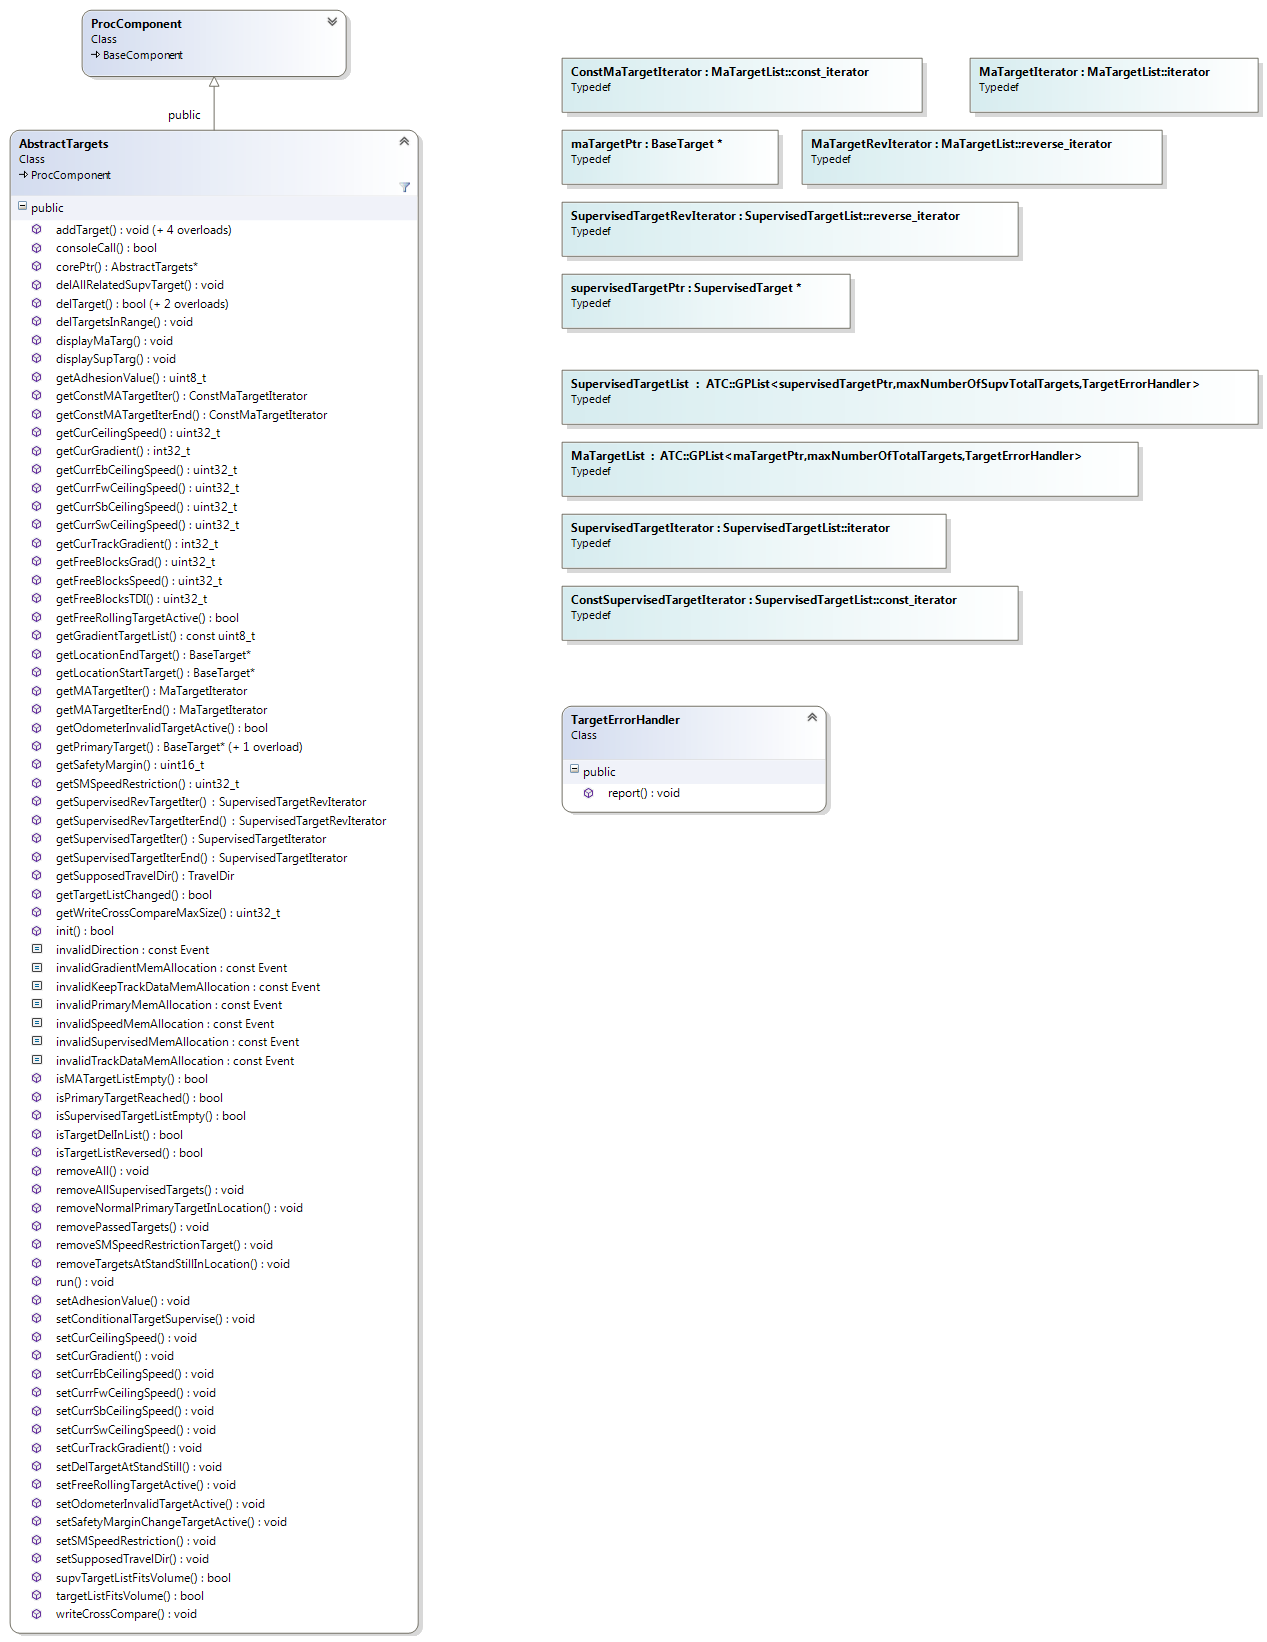 ProcComponent
Class
BaseComponent
public
AbstractTargets
Class
ProcComponent
public
addTarget() : void (+ 4 overloads)
consoleCall() : bool
corePtr() : AbstractTargets*
delAllRelatedSupvTarget() : void
delTarget() : bool (+ 2 overloads)
delTargetsInRange() : void
displayMaTarg() : void
displaySupTarg() : void
getAdhesionValue() : uint8_t
getConstMATargetIter() : ConstMaTargetIterator
getConstMATargetIterEnd() : ConstMaTargetIterator
getCurCeilingSpeed() : uint32_t
getCurGradient() : int32_t
getCurrEbCeilingSpeed() : uint32_t
getCurrFwCeilingSpeed() : uint32_t
getCurrSbCeilingSpeed() : uint32_t
getCurrSwCeilingSpeed() : uint32_t
getCurTrackGradient() : int32_t
getFreeBlocksGrad() : uint32_t
getFreeBlocksSpeed() : uint32_t
getFreeBlocksTDI() : uint32_t
getFreeRollingTargetActive() : bool
getGradientTargetList() : const uint8_t
getLocationEndTarget() : BaseTarget*
getLocationStartTarget() : BaseTarget*
getMATargetIter() : MaTargetIterator
getMATargetIterEnd() : MaTargetIterator
getOdometerInvalidTargetActive() : bool
getPrimaryTarget() : BaseTarget* (+ 1 overload)
getSafetyMargin() : uint16_t
getSMSpeedRestriction() : uint32_t
getSupervisedRevTargetIter() : SupervisedTargetRevIterator
getSupervisedRevTargetIterEnd() : SupervisedTargetRevIterator
getSupervisedTargetIter() : SupervisedTargetIterator
getSupervisedTargetIterEnd() : SupervisedTargetIterator
getSupposedTravelDir() : TravelDir
getTargetListChanged() : bool
getWriteCrossCompareMaxSize() : uint32_t
init() : bool
invalidDirection : const Event
invalidGradientMemAllocation : const Event
invalidKeepTrackDataMemAllocation : const Event
invalidPrimaryMemAllocation : const Event
invalidSpeedMemAllocation : const Event
invalidSupervisedMemAllocation : const Event
invalidTrackDataMemAllocation : const Event
isMATargetListEmpty() : bool
isPrimaryTargetReached() : bool
isSupervisedTargetListEmpty() : bool
isTargetDelInList() : bool
isTargetListReversed() : bool
removeAll() : void
removeAllSupervisedTargets() : void
removeNormalPrimaryTargetInLocation() : void
removePassedTargets() : void
removeSMSpeedRestrictionTarget() : void
removeTargetsAtStandStillInLocation() : void
run() : void
setAdhesionValue() : void
setConditionalTargetSupervise() : void
setCurCeilingSpeed() : void
setCurGradient() : void
setCurrEbCeilingSpeed() : void
setCurrFwCeilingSpeed() : void
setCurrSbCeilingSpeed() : void
setCurrSwCeilingSpeed() : void
setCurTrackGradient() : void
setDelTargetAtStandStill() : void
setFreeRollingTargetActive() : void
setOdometerInvalidTargetActive() : void
setSafetyMarginChangeTargetActive() : void
setSMSpeedRestriction() : void
setSupposedTravelDir() : void
supvTargetListFitsVolume() : bool
targetListFitsVolume() : bool
writeCrossCompare() : void
ConstMaTargetIterator : MaTargetList::const_iterator
Typedef
MaTargetIterator : MaTargetList::iterator
Typedef
maTargetPtr : BaseTarget *
Typedef
MaTargetRevIterator : MaTargetList::reverse_iterator
Typedef
SupervisedTargetRevIterator : SupervisedTargetList::reverse_iterator
Typedef
supervisedTargetPtr : SupervisedTarget *
Typedef
SupervisedTargetList : ATC::GPList<supervisedTargetPtr,maxNumberOfSupvTotalTargets,TargetErrorHandler>
Typedef
MaTargetList : ATC::GPList<maTargetPtr,maxNumberOfTotalTargets,TargetErrorHandler>
Typedef
SupervisedTargetIterator : SupervisedTargetList::iterator
Typedef
ConstSupervisedTargetIterator : SupervisedTargetList::const_iterator
Typedef
TargetErrorHandler
Class
public
report() : void